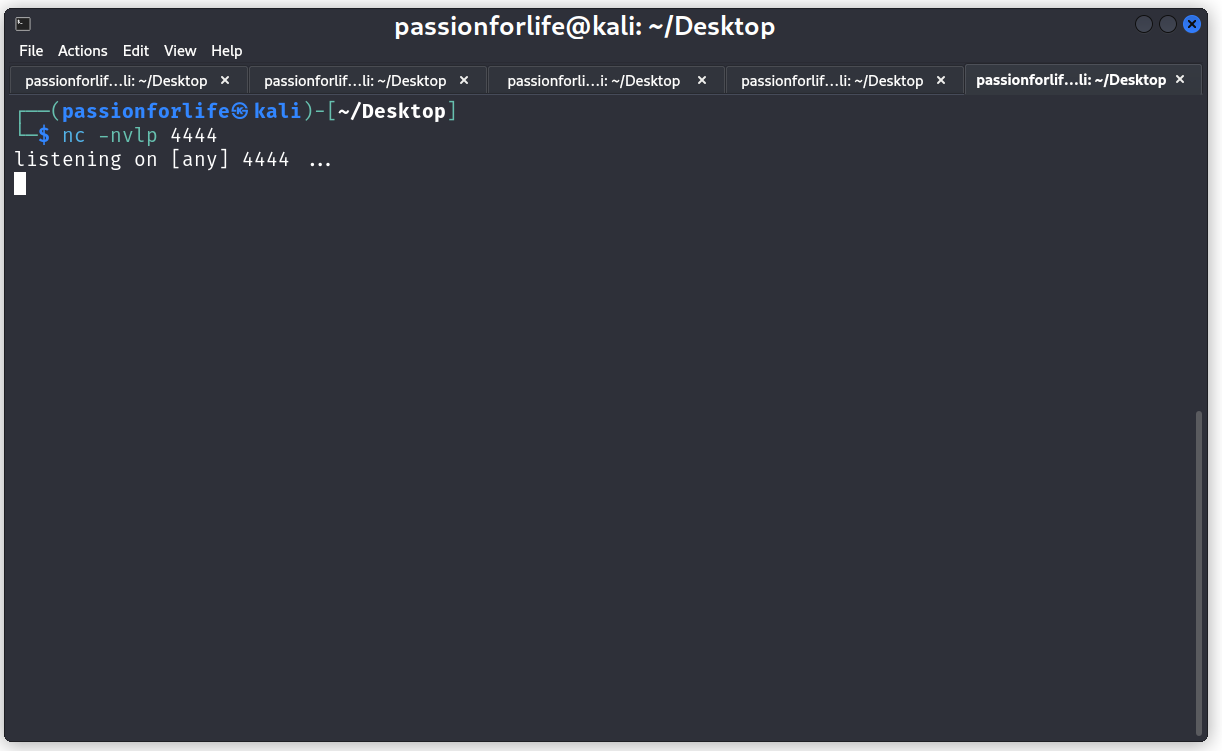 passionforlife@kali: ~/Desktop
File Actions Edit View Help
passionforlif...li: ~/Desktop × passionforlif...li: ~/Desktop × passionforli...i: ~/Desktop × passionforlif...li: ~/Desktop × passionforlif...li: ~/Desktop ×
┌──(passionforlife㉿kali)-[~/Desktop]
└─$ nc -nvlp 4444
listening on [any] 4444 ...